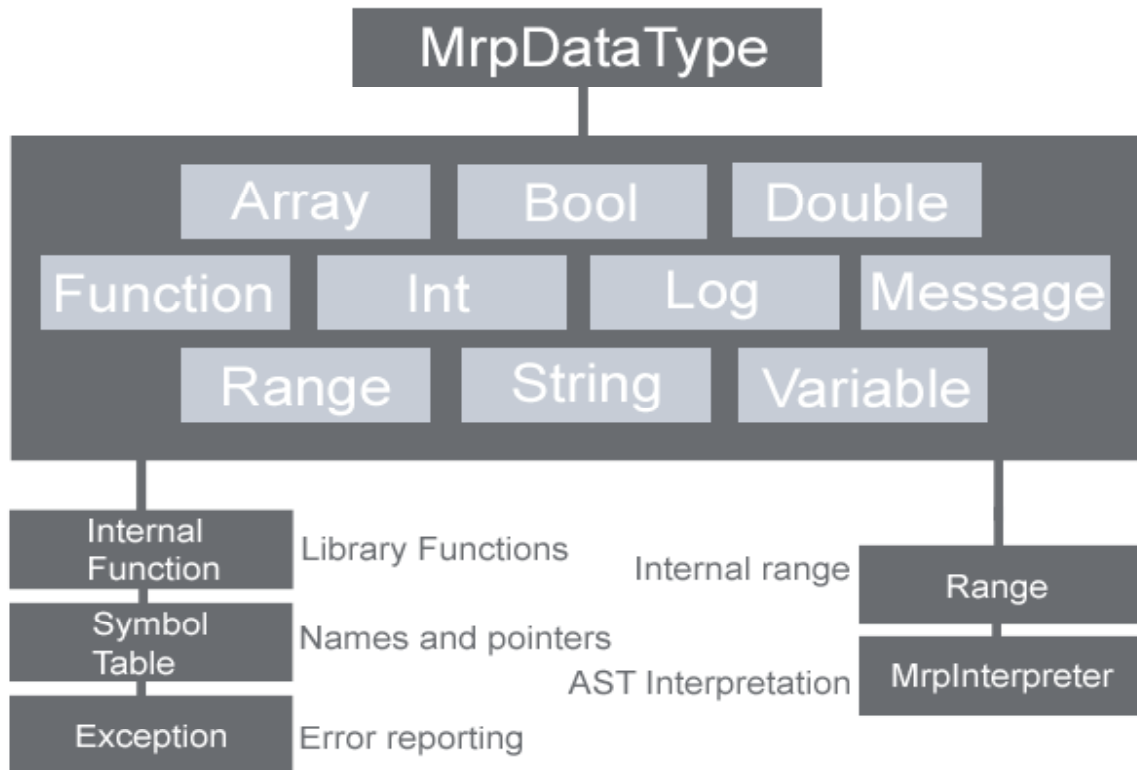 MrpDataType
Array Bool Double
Function Int Log Message
Range String Variable
Internal
Function
Library Functions
Symbol
Table
Names and pointers
Exception
Error reporting
Internal range
Range
AST Interpretation
MrpInterpreter